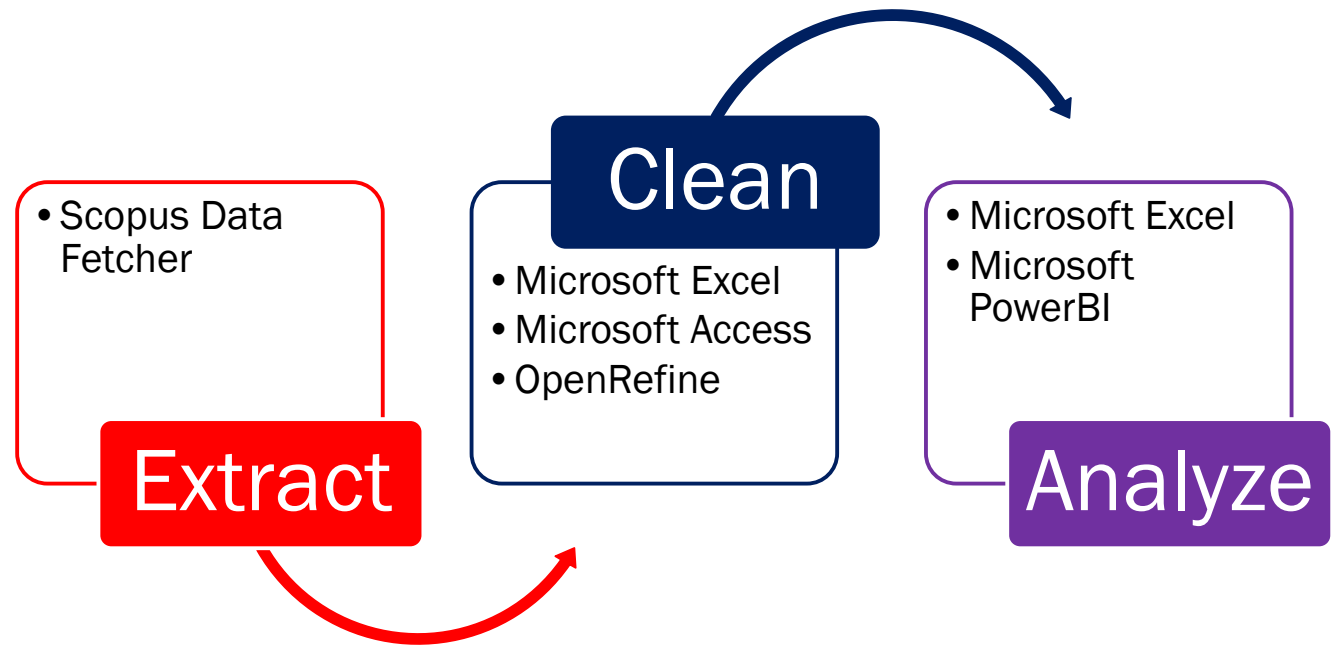 • Scopus Data
Fetcher
Extract
Clean
• Microsoft Excel
• Microsoft Access
• OpenRefine
• Microsoft Excel
• Microsoft
PowerBI
Analyze